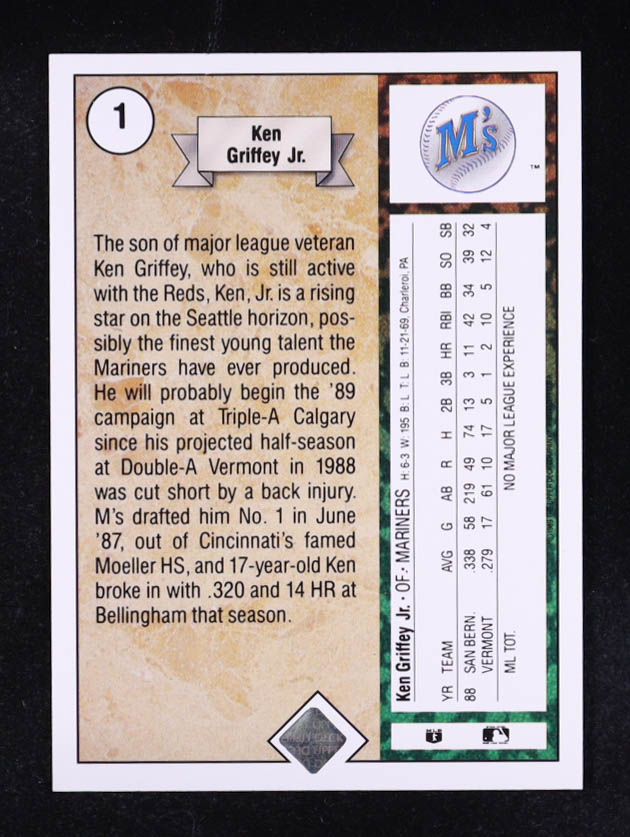 1
Ken
Griffey Jr.
The son of major league veteran
Ken Griffey, who is still active
with the Reds, Ken, Jr. is a rising
star on the Seattle horizon, pos-
sibly the finest young talent the
Mariners have ever produced.
He will probably begin the '89
campaign at Triple-A Calgary
since his projected half-season
at Double-A Vermont in 1988
was cut short by a back injury.
M's drafted him No. 1 in June
'87, out of Cincinnati's famed
Moeller HS, and 17-year-old Ken
broke in with .320 and 14 HR at
Bellingham that season.
M's
TM
Ken Griffey Jr. · OF · MARINERS H: 6-3 W: 195 B: L T: L B: 11-21-69, Charleroi, PA
YR TEAM AVG G AB R H 2B 3B HR RBI BB SO SB
88 SAN BERN. .338 58 219 49 74 13 3 11 42 34 39 32
VERMONT .279 17 61 10 17 5 1 2 10 5 12 4
ML TOT. NO MAJOR LEAGUE EXPERIENCE